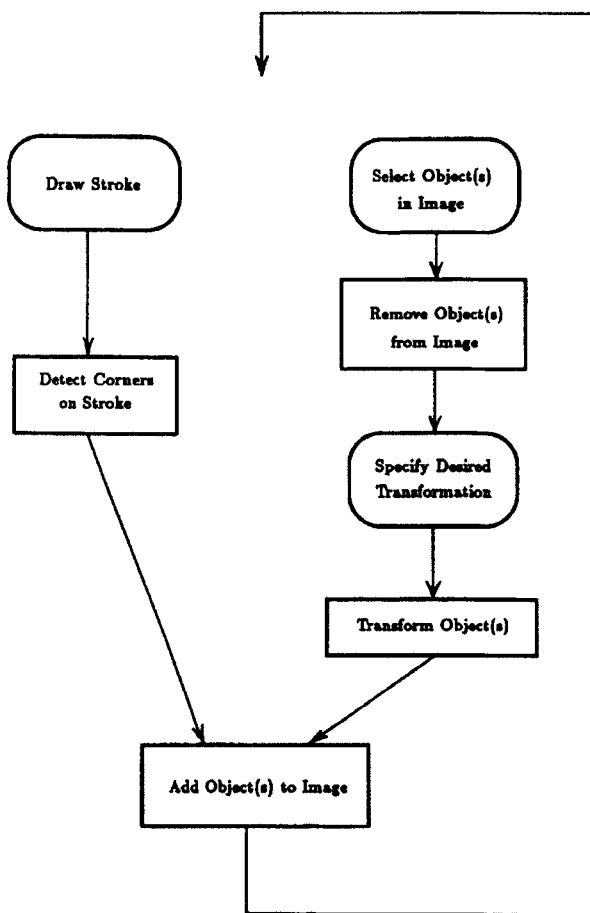 Draw Stroke
Select Object(s)
in Image
Remove Object(s)
from Image
Detect Corners
on Stroke
Specify Desired
Transformation
Transform Object(s)
Add Object(s) to Image